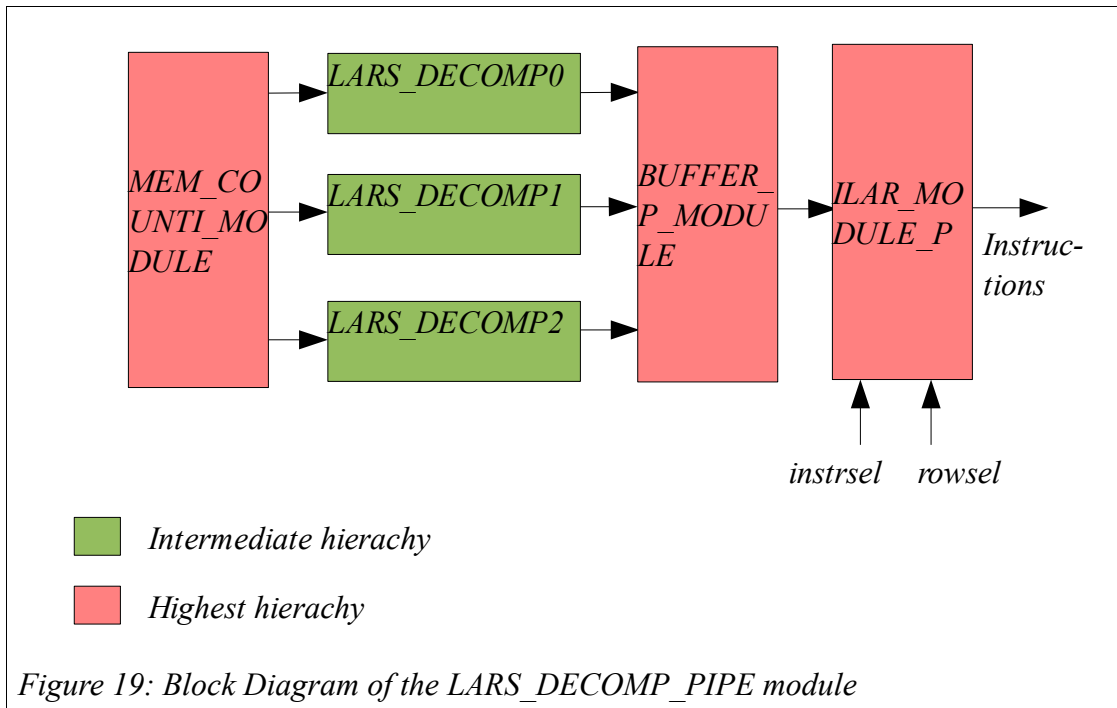 LARS_DECOMP0
MEM_CO
UNTI_MO
DULE
LARS_DECOMP1
LARS_DECOMP2
BUFFER_
P_MODU
LE
ILAR_MO
DULE_P
Instruc-
tions
instrsel
rowsel
Intermediate hierachy
Highest hierachy
Figure 19: Block Diagram of the LARS_DECOMP_PIPE module